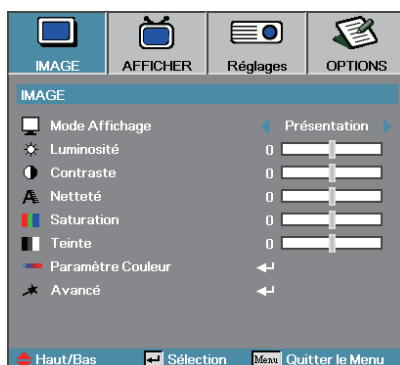 IMAGE AFFICHER Réglages OPTIONS
IMAGE
Mode Affichage Présentation
Luminosité 0
Contraste 0
Netteté 0
Saturation 0
Teinte 0
Paramètre Couleur
Avancé
Haut/Bas Sélection Menu Quitter le Menu